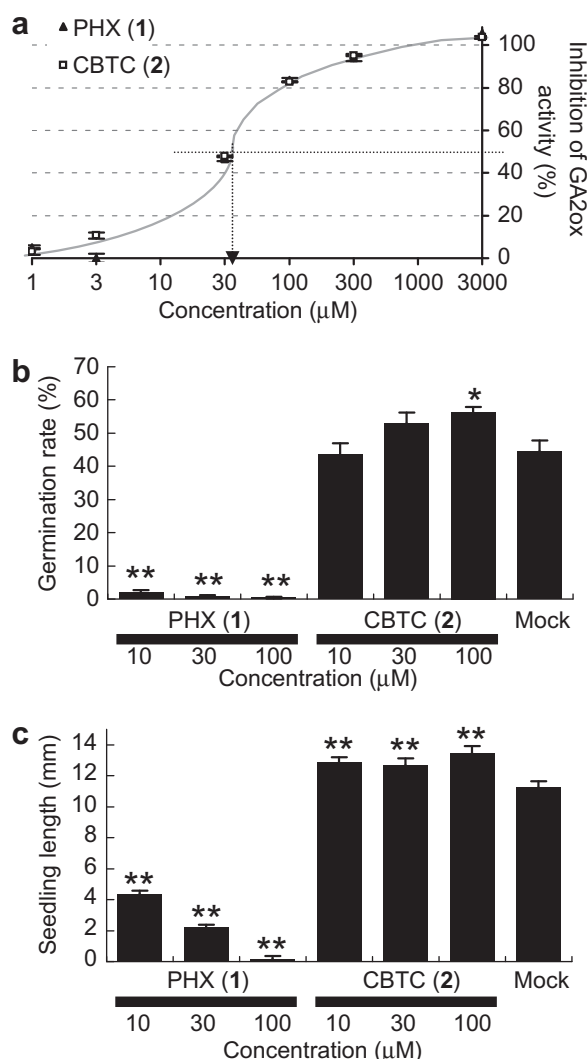 a
PHX (1)
CBTC (2)
100
80
60
40
20
0
Inhibition of GA2ox
activity (%)
1 3 10 30 100 300 1000 3000
Concentration (μM)
b
Germination rate (%)
70
60
50
40
30
20
10
0
** ** ** *
PHX (1) CBTC (2) Mock
10 30 100 10 30 100
Concentration (μM)
c
Seedling length (mm)
14
12
10
8
6
4
2
0
** ** ** ** ** **
PHX (1) CBTC (2) Mock
10 30 100 10 30 100
Concentration (μM)